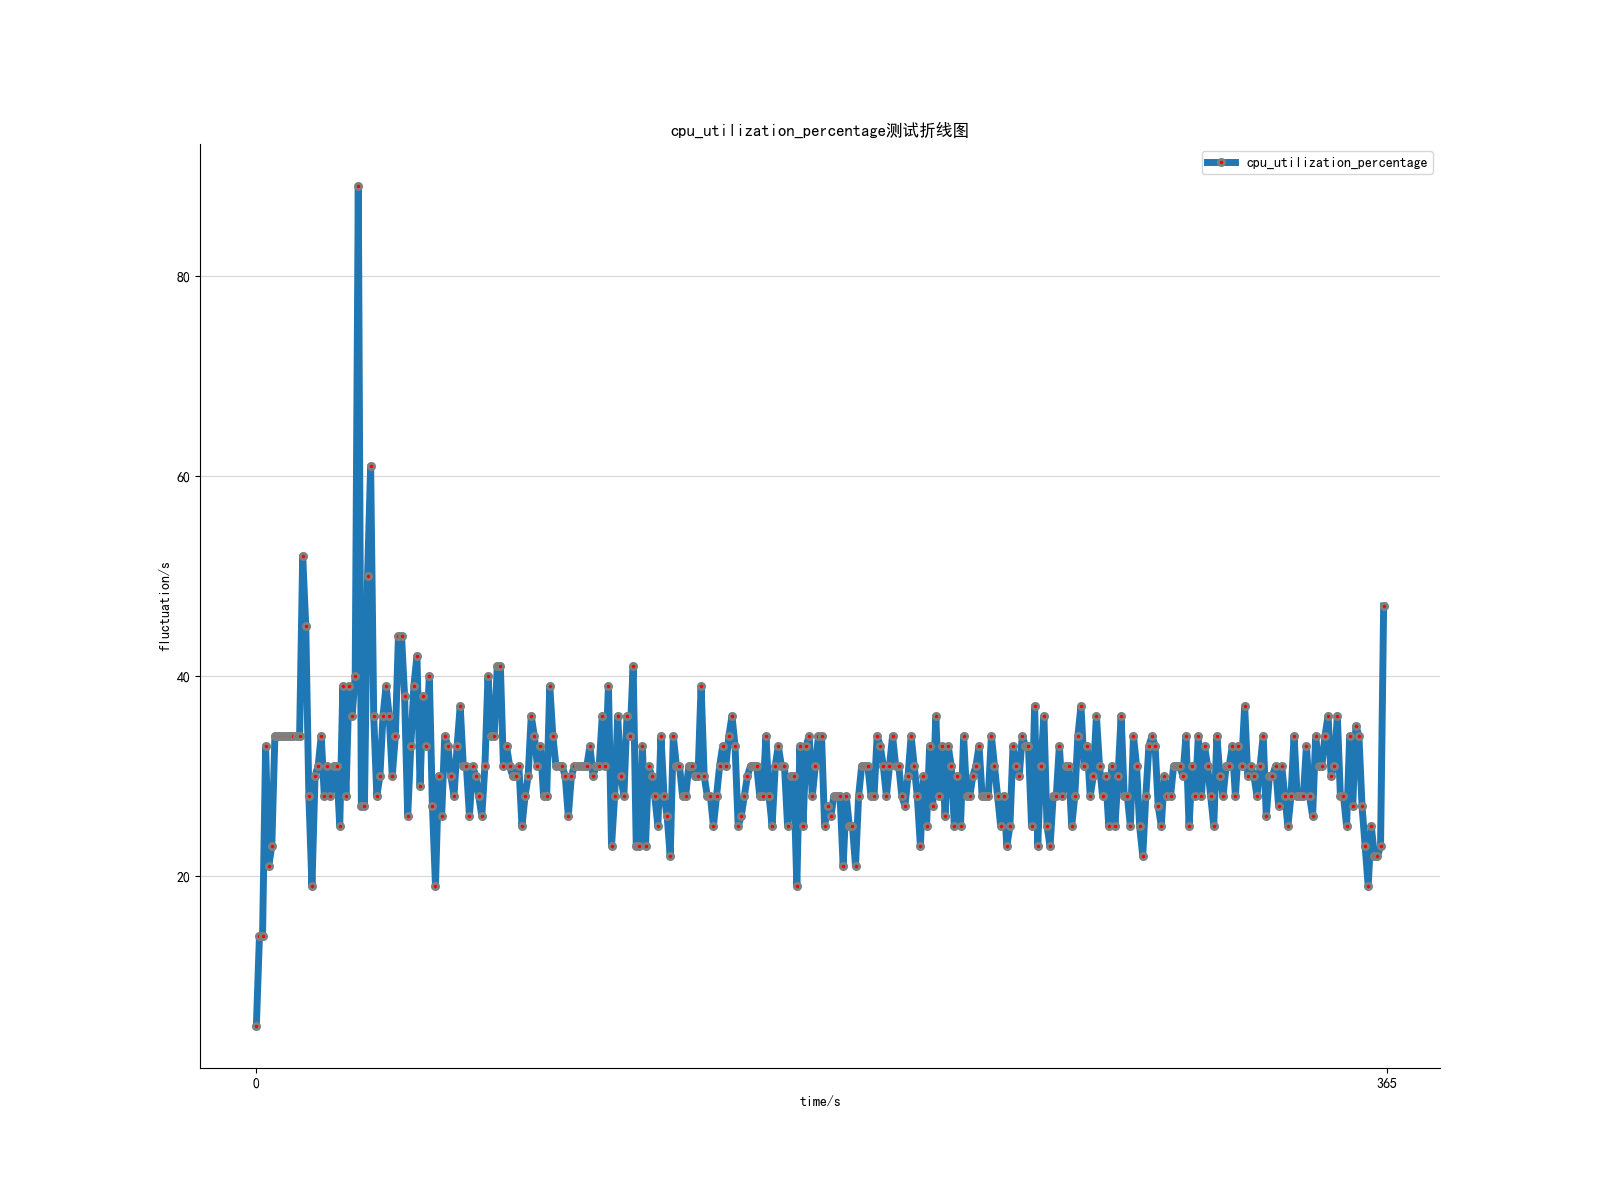 cpu_utilization_percentage测试折线图
cpu_utilization_percentage
80
60
40
20
fluctuation/s
0
365
time/s